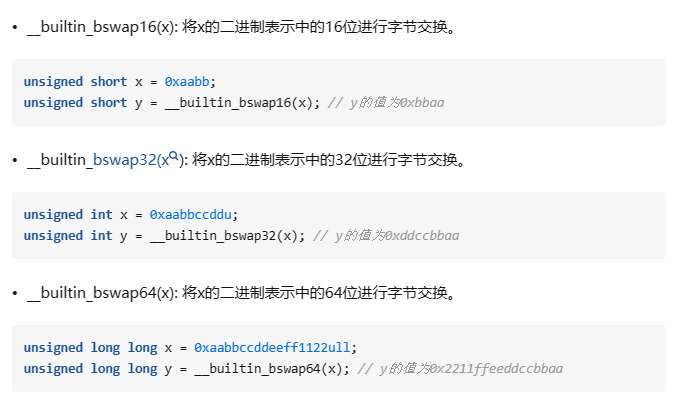 • __builtin_bswap16(x): 将x的二进制表示中的16位进行字节交换。
unsigned short x = 0xaabb;
unsigned short y = __builtin_bswap16(x); // y的值为0xbbaa
• __builtin_bswap32(x): 将x的二进制表示中的32位进行字节交换。
unsigned int x = 0xaabbccddu;
unsigned int y = __builtin_bswap32(x); // y的值为0xddccbbaa
• __builtin_bswap64(x): 将x的二进制表示中的64位进行字节交换。
unsigned long long x = 0xaabbccddeeff1122ull;
unsigned long long y = __builtin_bswap64(x); // y的值为0x2211ffeeddccbbaa